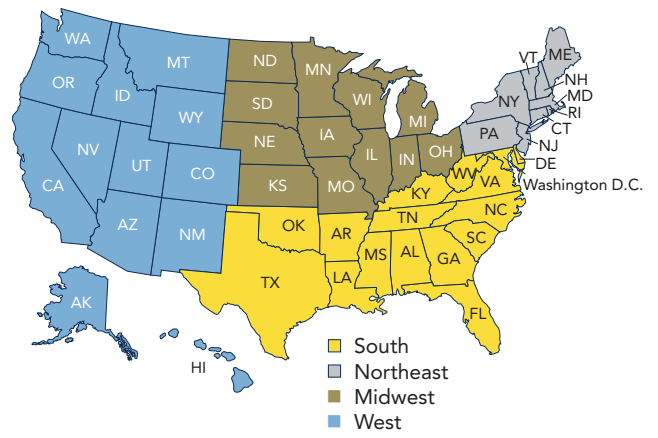 WA
MT
ND
MN
VT
ME
OR
ID
SD
WI
MI
NY
NH
MD
RI
CT
WY
NE
IA
PA
NJ
NV
UT
CO
IL
IN
OH
DE
CA
KS
MO
KY
WV
VA
Washington D.C.
AZ
NM
OK
AR
TN
NC
TX
LA
MS
AL
GA
SC
FL
AK
HI
South
Northeast
Midwest
West